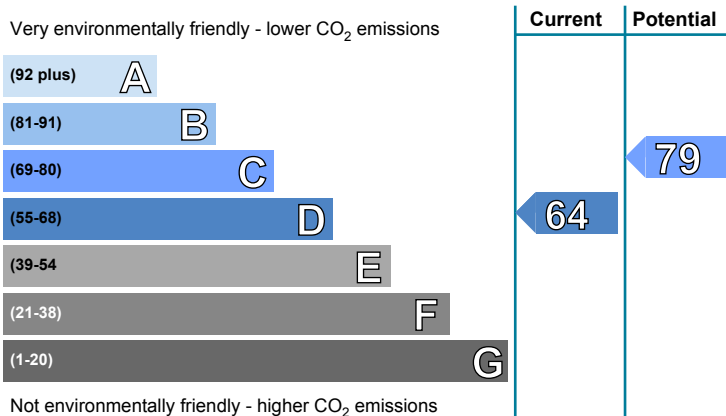 Very environmentally friendly - lower CO2 emissions
Current
Potential
(92 plus) A
(81-91) B
(69-80) C
(55-68) D
(39-54 E
(21-38) F
(1-20) G
79
64
Not environmentally friendly - higher CO2 emissions